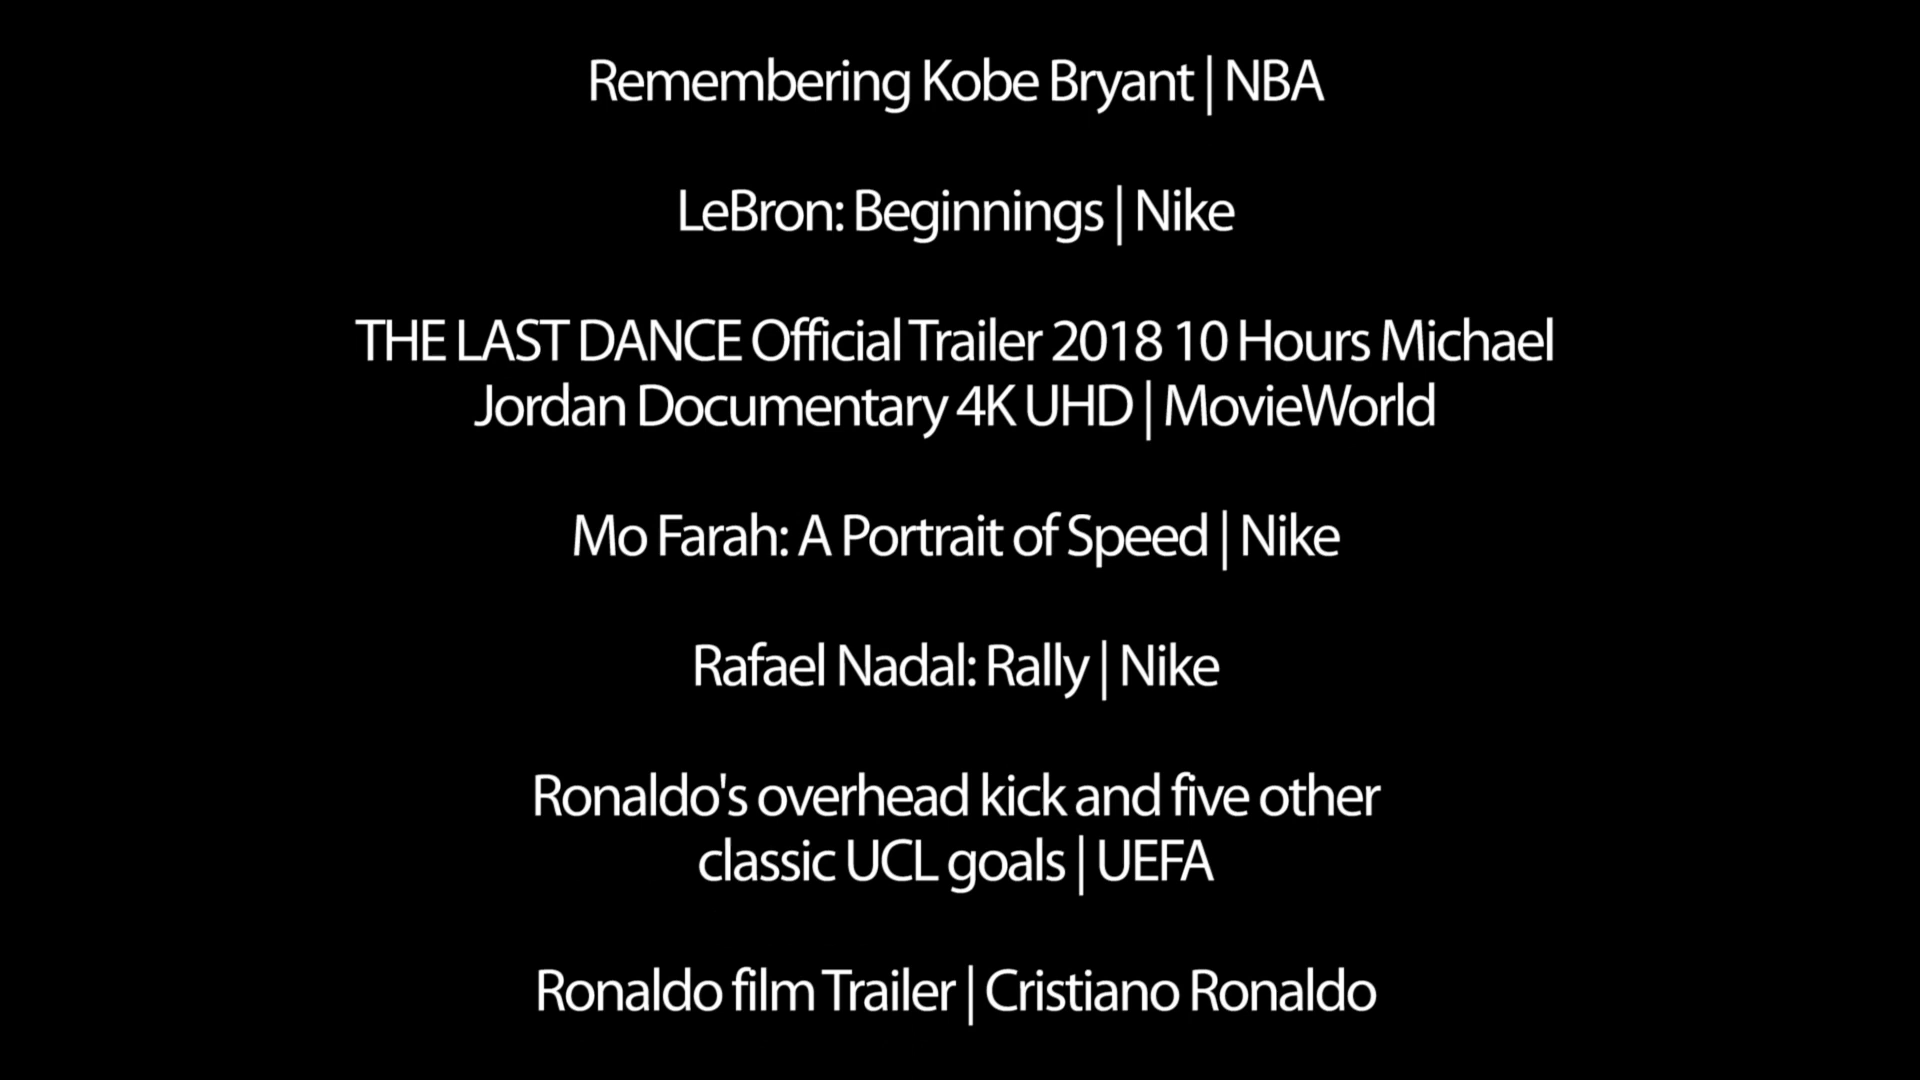 Remembering Kobe Bryant | NBA
LeBron: Beginnings | Nike
THE LAST DANCE Official Trailer 2018 10 Hours Michael
Jordan Documentary 4K UHD | MovieWorld
Mo Farah: A Portrait of Speed | Nike
Rafael Nadal: Rally | Nike
Ronaldo's overhead kick and five other
classic UCL goals | UEFA
Ronaldo film Trailer | Cristiano Ronaldo